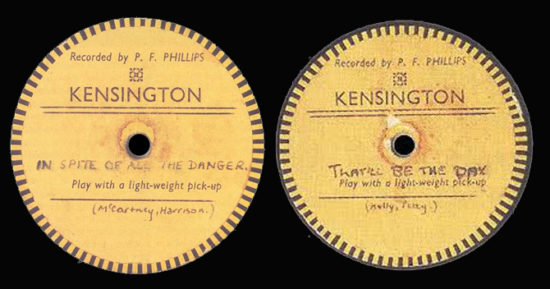 Recorded by P. F. PHILLIPS
KENSINGTON
IN SPITE OF ALL THE DANGER.
Play with a light-weight pick-up
(McCartney, Harrison.)
Recorded by P. F. PHILLIPS
KENSINGTON
THAT'LL BE THE DAY
Play with a light-weight pick-up
(Holly, Petty.)